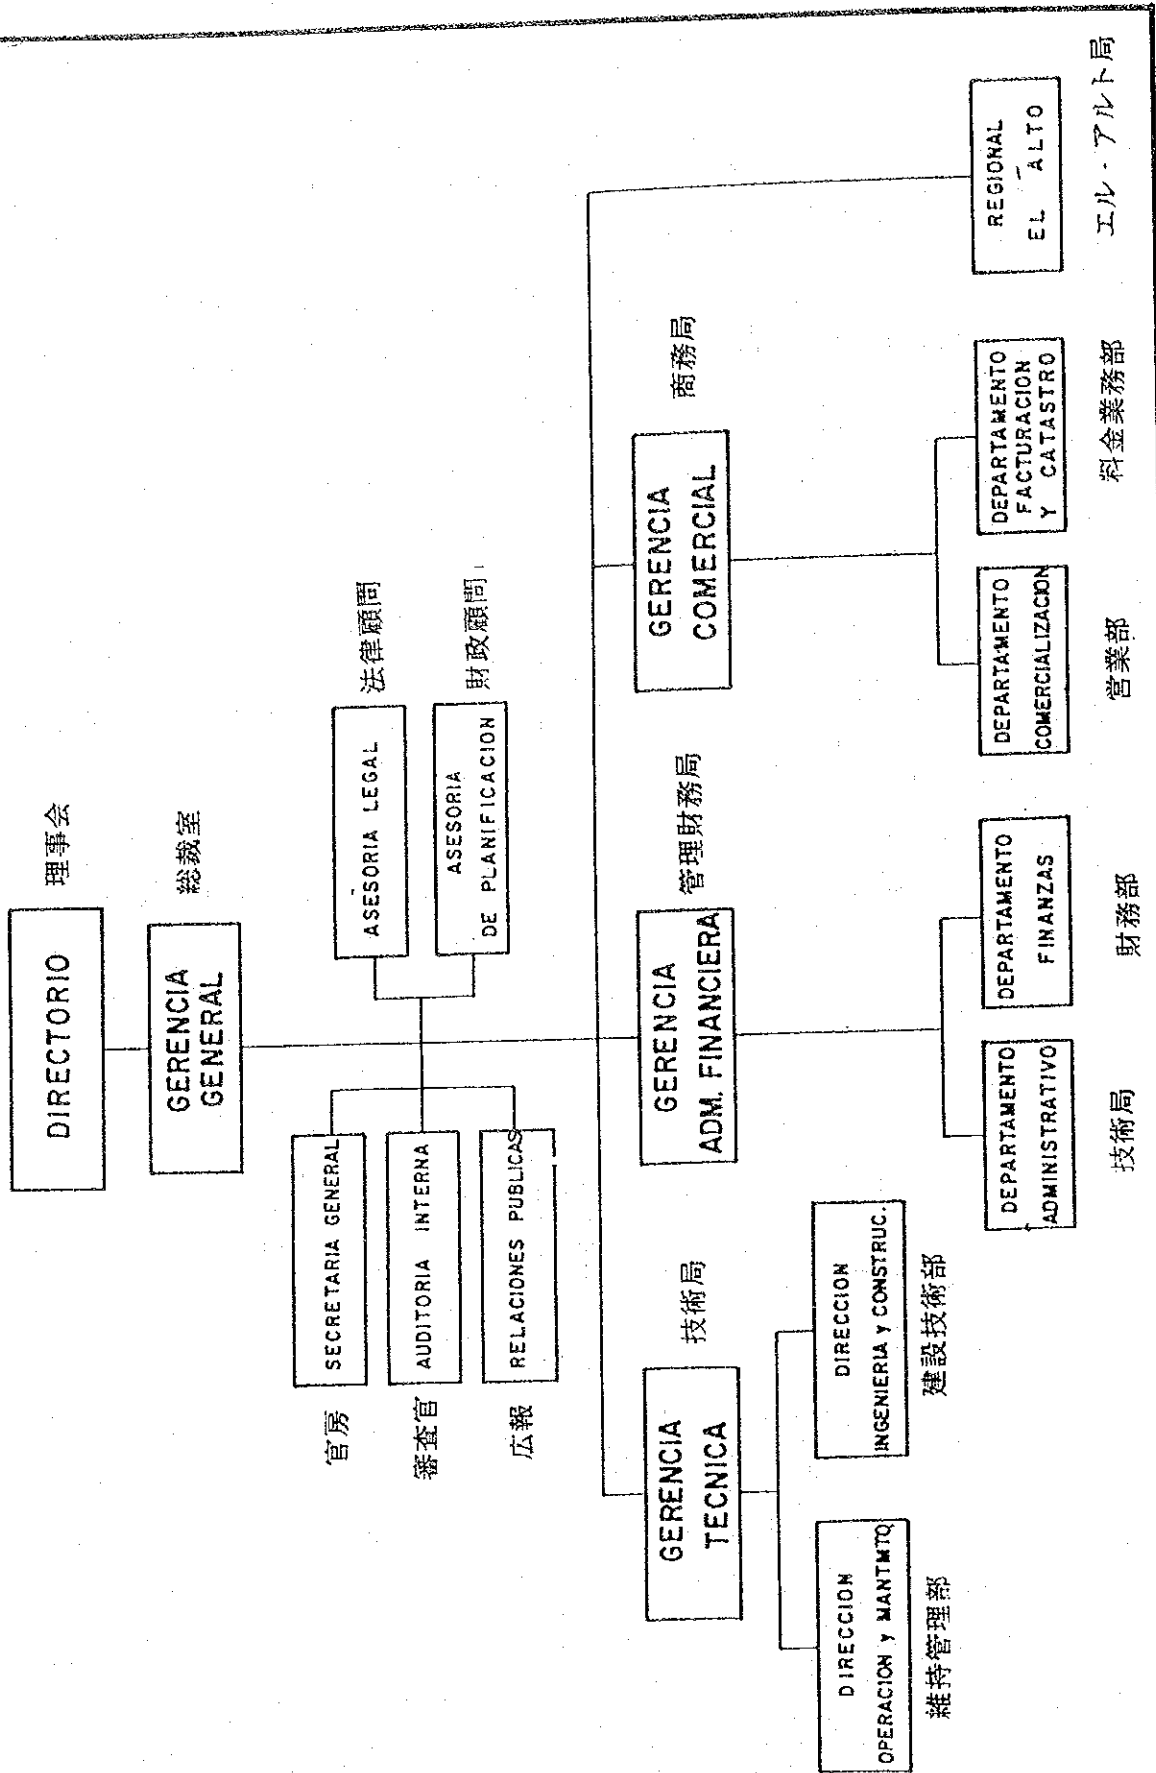 DIRECTORIO
理事会
GERENCIA
GENERAL
総裁室
官房
SECRETARIA GENERAL
審査官
AUDITORIA INTERNA
広報
RELACIONES PUBLICAS
ASESORIA LEGAL
法律顧問
ASESORIA
DE PLANIFICACION
財政顧問
GERENCIA
TECNICA
技術局
GERENCIA
ADM. FINANCIERA
管理財務局
GERENCIA
COMERCIAL
商務局
DIRECCION
OPERACION y MANTMTO
維持管理部
DIRECCION
INGENIERIA y CONSTRUC.
建設技術部
DEPARTAMENTO
ADMINISTRATIVO
技術局
DEPARTAMENTO
FINANZAS
財務部
DEPARTAMENTO
COMERCIALIZACION
営業部
DEPARTAMENTO
FACTURACION
Y CATASTRO
料金業務部
REGIONAL
EL ALTO
エル・アルト局